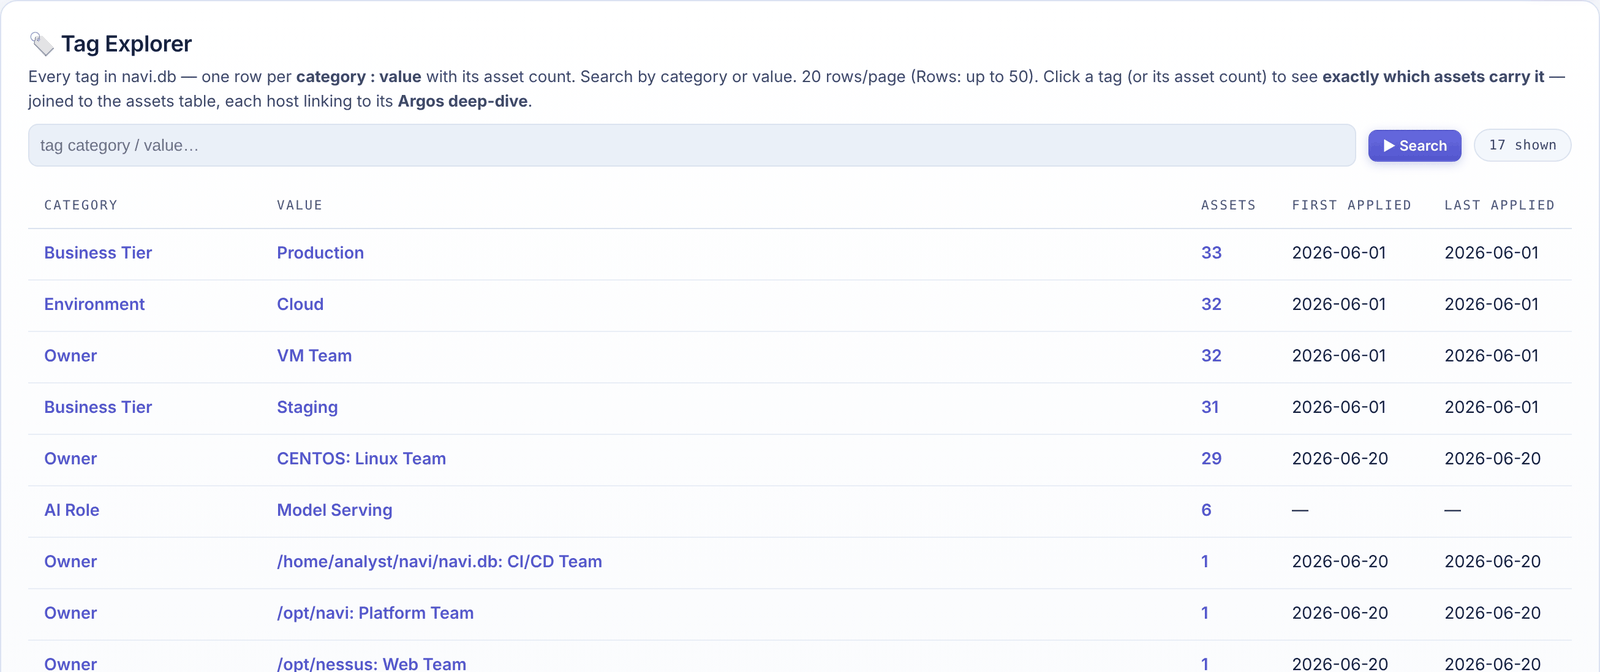 Tag Explorer
Every tag in navi.db — one row per category : value with its asset count. Search by category or value. 20 rows/page (Rows: up to 50). Click a tag (or its asset count) to see exactly which assets carry it —
joined to the assets table, each host linking to its Argos deep-dive.
tag category / value… ▶ Search 17 shown
CATEGORY VALUE ASSETS FIRST APPLIED LAST APPLIED
Business Tier Production 33 2026-06-01 2026-06-01
Environment Cloud 32 2026-06-01 2026-06-01
Owner VM Team 32 2026-06-01 2026-06-01
Business Tier Staging 31 2026-06-01 2026-06-01
Owner CENTOS: Linux Team 29 2026-06-20 2026-06-20
AI Role Model Serving 6 — —
Owner /home/analyst/navi/navi.db: CI/CD Team 1 2026-06-20 2026-06-20
Owner /opt/navi: Platform Team 1 2026-06-20 2026-06-20
Owner /opt/nessus: Web Team 1 2026-06-20 2026-06-20